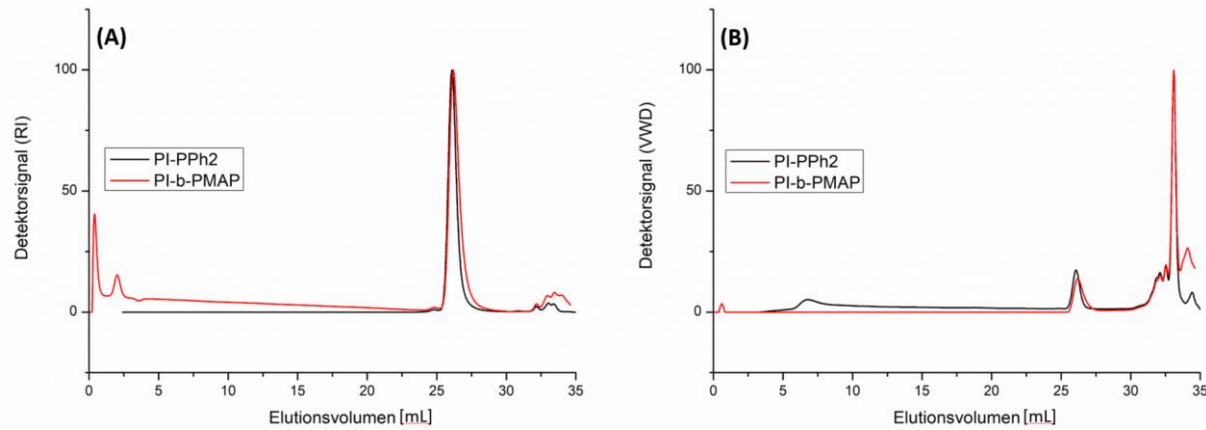 (A)
Detektorsignal (RI)
100
50
0
PI-PPh2
PI-b-PMAP
0 5 10 15 20 25 30 35
Elutionsvolumen [mL]
(B)
Detektorsignal (VWD)
100
50
0
PI-PPh2
PI-b-PMAP
0 5 10 15 20 25 30 35
Elutionsvolumen [mL]